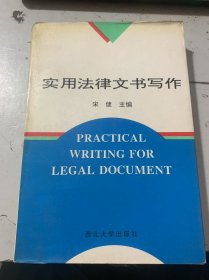 实用法律文书写作
宋健 主编
PRACTICAL
WRITING FOR
LEGAL DOCUMENT
西北大学出版社